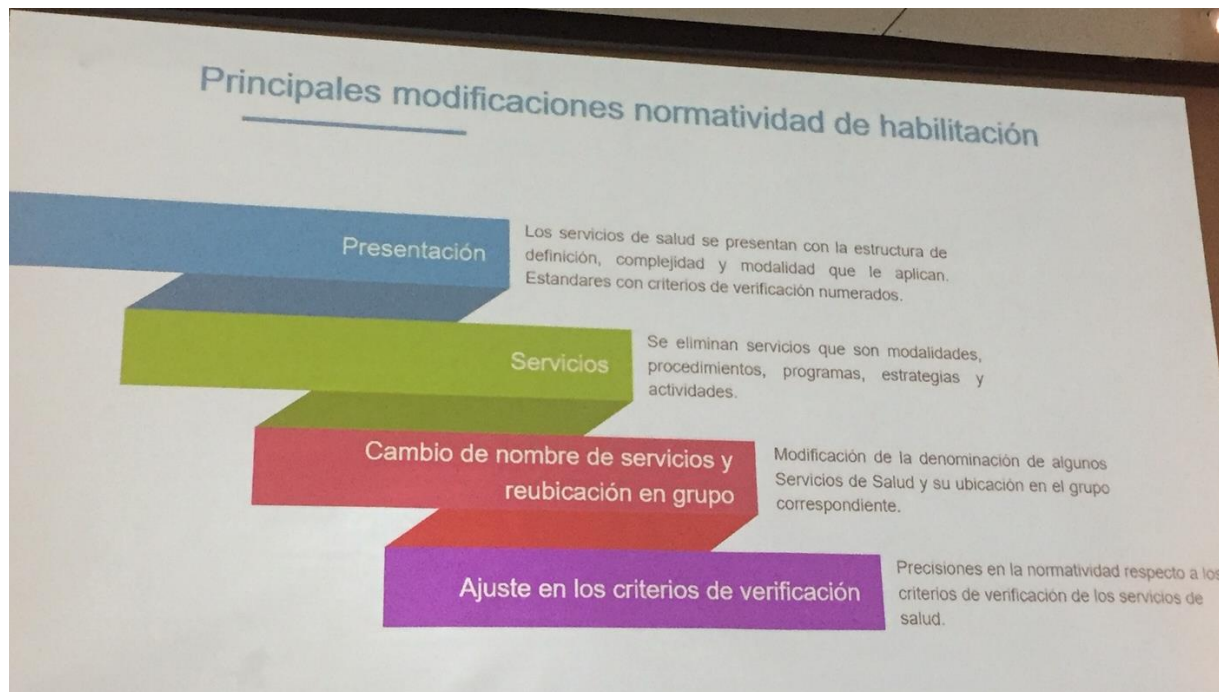 Principales modificaciones normatividad de habilitación
Presentación
Los servicios de salud se presentan con la estructura de
definición, complejidad y modalidad que le aplican.
Estandares con criterios de verificación numerados.
Servicios
Se eliminan servicios que son modalidades,
procedimientos, programas, estrategias y
actividades.
Cambio de nombre de servicios y
reubicación en grupo
Modificación de la denominación de algunos
Servicios de Salud y su ubicación en el grupo
correspondiente.
Ajuste en los criterios de verificación
Precisiones en la normatividad respecto a los
criterios de verificación de los servicios de
salud.